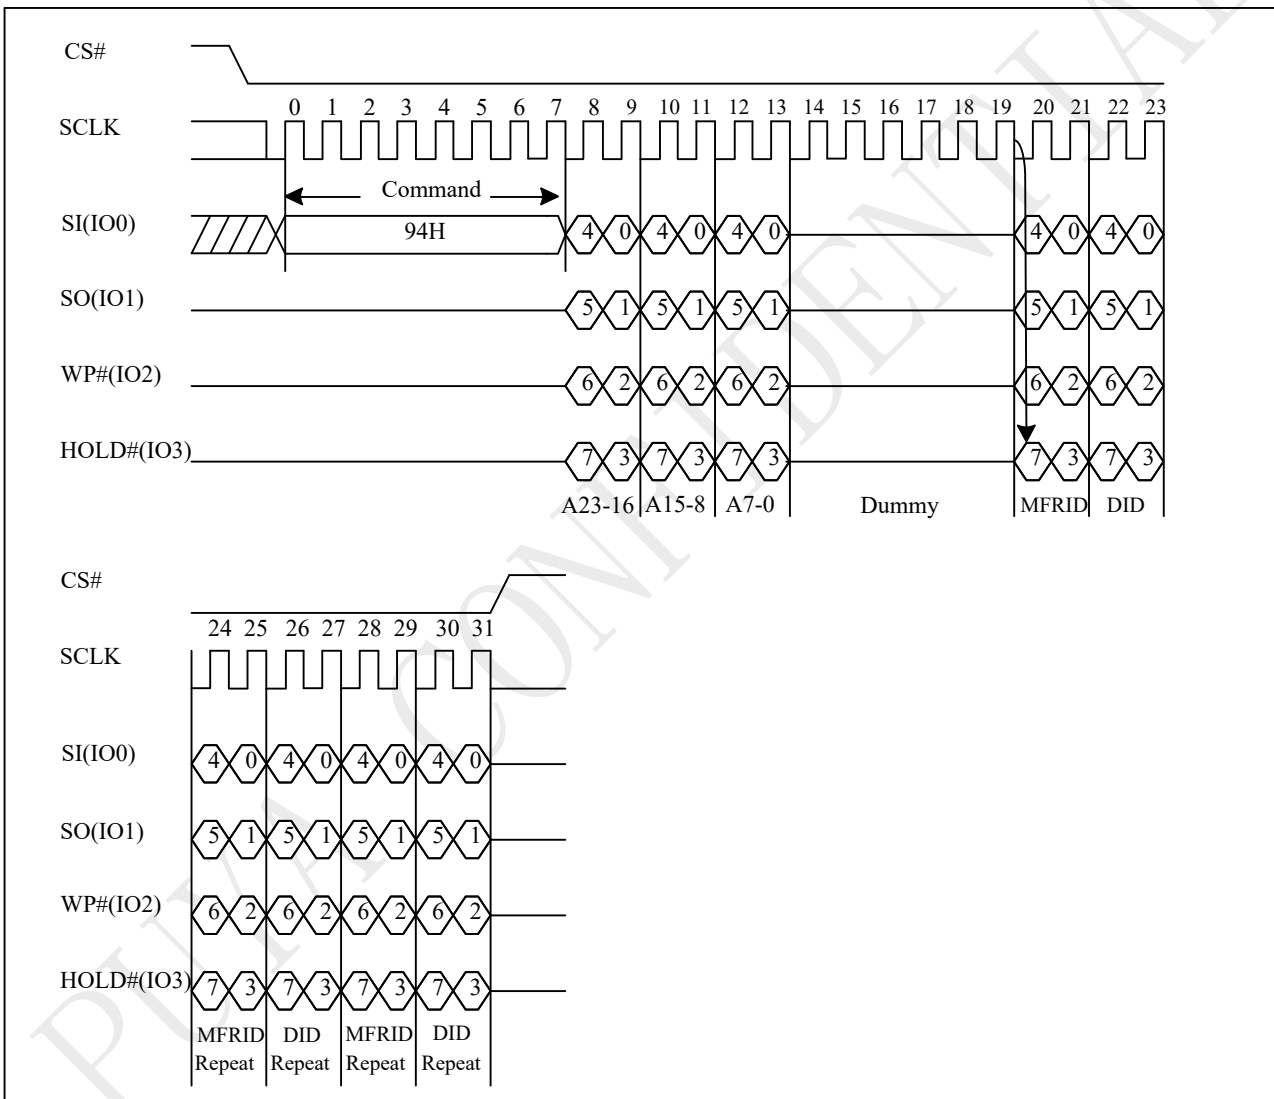 CS#
0 1 2 3 4 5 6 7 8 9 10 11 12 13 14 15 16 17 18 19 20 21 22 23
SCLK
Command
SI(IO0) 94H 4 0 4 0 4 0 4 0 4 0
SO(IO1) 5 1 5 1 5 1 5 1 5 1
WP#(IO2) 6 2 6 2 6 2 6 2 6 2
HOLD#(IO3) 7 3 7 3 7 3 7 3 7 3
A23-16 A15-8 A7-0 Dummy MFRID DID
CS#
24 25 26 27 28 29 30 31
SCLK
SI(IO0) 4 0 4 0 4 0 4 0
SO(IO1) 5 1 5 1 5 1 5 1
WP#(IO2) 6 2 6 2 6 2 6 2
HOLD#(IO3) 7 3 7 3 7 3 7 3
MFRID DID MFRID DID
Repeat Repeat Repeat Repeat
PUYA CONFIDENTIAL